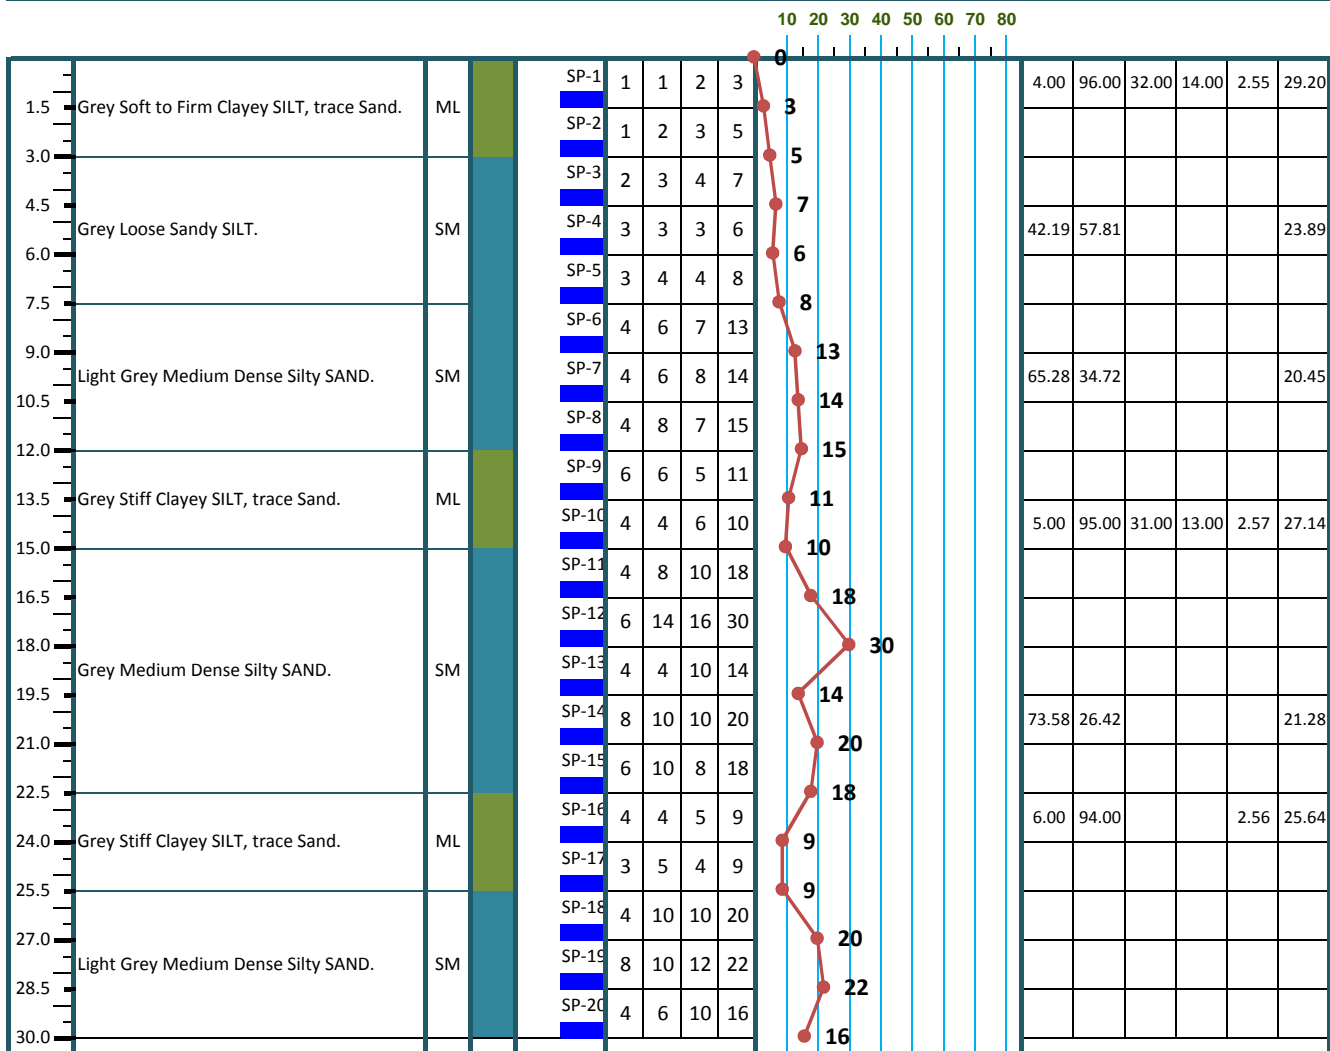 10 20 30 40 50 60 70 80
0
SP-1 1 1 2 3 4.00 96.00 32.00 14.00 2.55 29.20
1.5 Grey Soft to Firm Clayey SILT, trace Sand. ML 3
SP-2 1 2 3 5
3.0 5
SP-3 2 3 4 7
4.5 7
Grey Loose Sandy SILT. SM SP-4 3 3 3 6 42.19 57.81 23.89
6.0 6
SP-5 3 4 4 8
7.5 8
SP-6 4 6 7 13
9.0 13
Light Grey Medium Dense Silty SAND. SM SP-7 4 6 8 14 65.28 34.72 20.45
10.5 14
SP-8 4 8 7 15
12.0 15
SP-9 6 6 5 11
13.5 Grey Stiff Clayey SILT, trace Sand. ML 11
SP-10 4 4 6 10 5.00 95.00 31.00 13.00 2.57 27.14
15.0 10
SP-11 4 8 10 18
16.5 18
SP-12 6 14 16 30
18.0 30
Grey Medium Dense Silty SAND. SM SP-13 4 4 10 14
19.5 14
SP-14 8 10 10 20 73.58 26.42 21.28
21.0 20
SP-15 6 10 8 18
22.5 18
SP-16 4 4 5 9 6.00 94.00 2.56 25.64
24.0 Grey Stiff Clayey SILT, trace Sand. ML 9
SP-17 3 5 4 9
25.5 9
SP-18 4 10 10 20
27.0 20
Light Grey Medium Dense Silty SAND. SM SP-19 8 10 12 22
28.5 22
SP-20 4 6 10 16
30.0 16